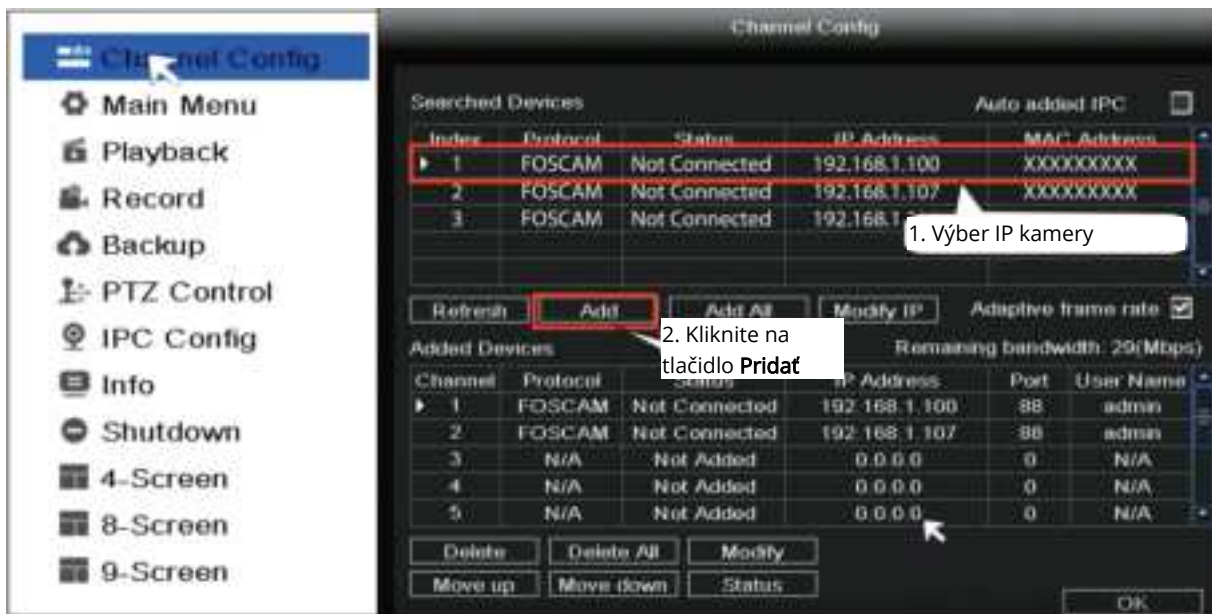 Channel Config
Main Menu
Playback
Record
Backup
PTZ Control
IPC Config
Info
Shutdown
4-Screen
8-Screen
9-Screen
Channel Config
Searched Devices Auto added IPC
Index Protocol Status IP Address MAC Address
1 FOSCAM Not Connected 192.168.1.100 XXXXXXXXX
2 FOSCAM Not Connected 192.168.1.107 XXXXXXXXX
3 FOSCAM Not Connected 192.168.1.
1. Výber IP kamery
Refresh Add Add All Modify IP Adaptive frame rate
2. Kliknite na
tlačidlo Pridať
Added Devices Remaining bandwidth: 29(Mbps)
Channel Protocol Status IP Address Port User Name
1 FOSCAM Not Connected 192.168.1.100 88 admin
2 FOSCAM Not Connected 192.168.1.107 88 admin
3 N/A Not Added 0.0.0.0 0 N/A
4 N/A Not Added 0.0.0.0 0 N/A
5 N/A Not Added 0.0.0.0 0 N/A
Delete Delete All Modify
Move up Move down Status
OK